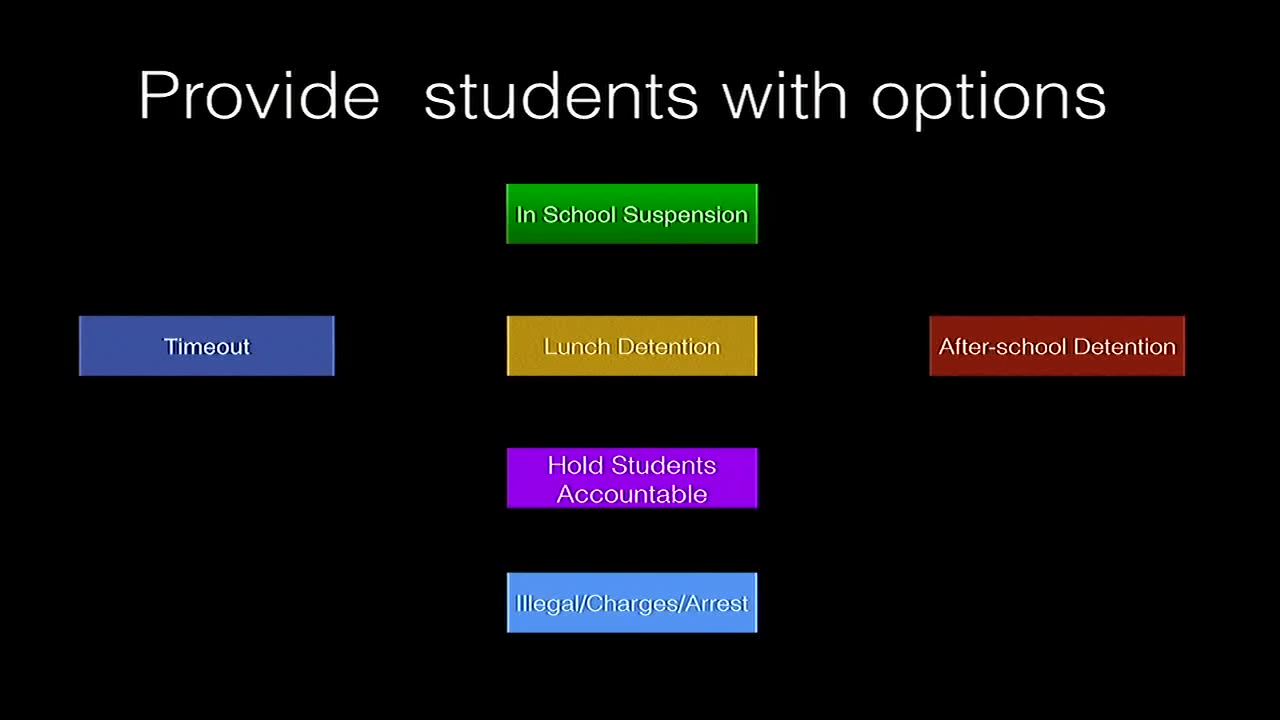 Provide  students with options
In School Suspension
Timeout
Lunch Detention
After-school Detention
Hold Students
Accountable
Illegal/Charges/Arrest